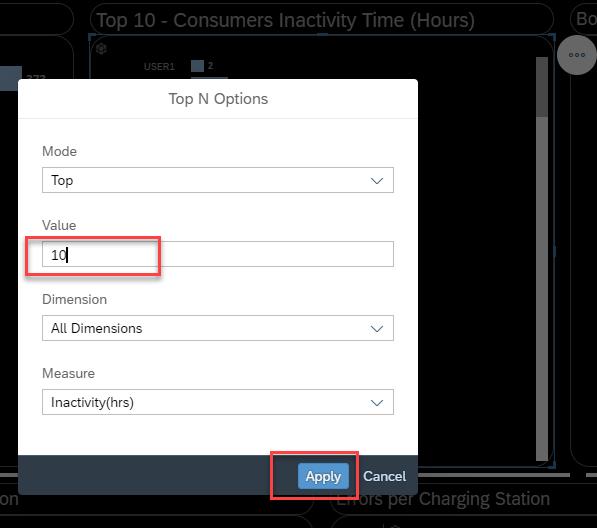 Top 10 - Consumers Inactivity Time (Hours)
Bo
USER1
2
373
Top N Options
Mode
Top
Value
10
Dimension
All Dimensions
Measure
Inactivity(hrs)
Apply
Cancel
on
Errors per Charging Station